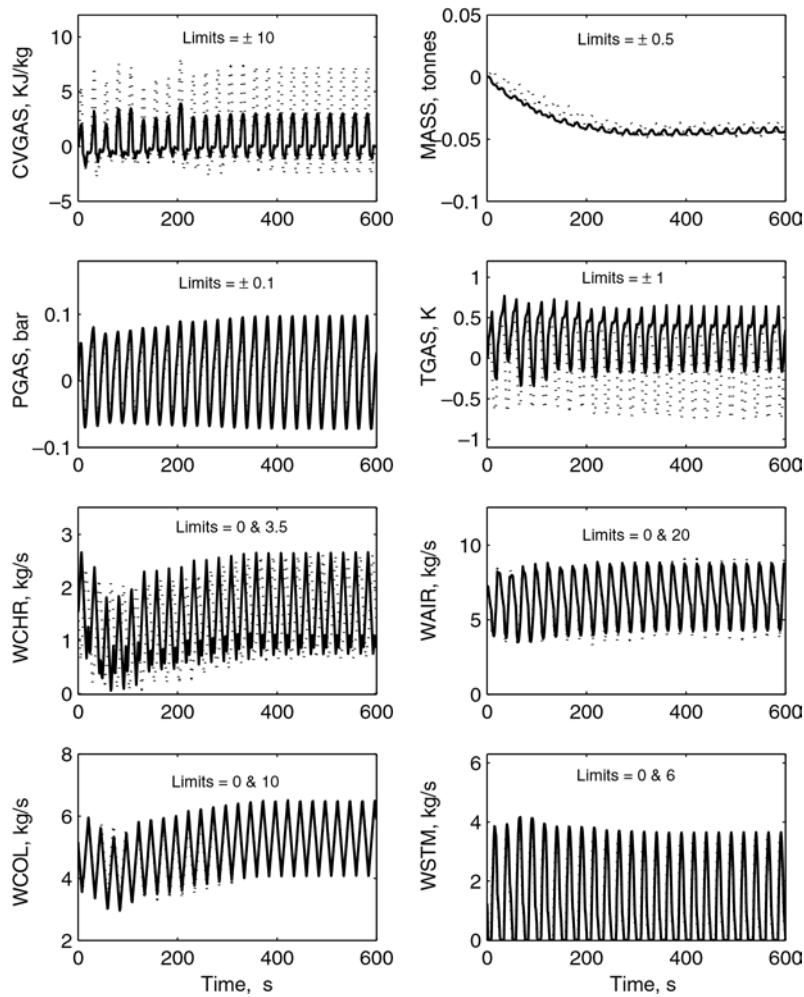 CVGAS, KJ/kg
10
5
0
−5
0 200 400 600
Limits = ± 10
MASS, tonnes
0.05
0
−0.05
−0.1
0 200 400 600
Limits = ± 0.5
PGAS, bar
0.1
0
−0.1
0 200 400 600
Limits = ± 0.1
TGAS, K
1
0.5
0
−0.5
−1
0 200 400 600
Limits = ± 1
WCHR, kg/s
3
2
1
0
0 200 400 600
Limits = 0 & 3.5
WAIR, kg/s
10
5
0
0 200 400 600
Limits = 0 & 20
WCOL, kg/s
8
6
4
2
0 200 400 600
Limits = 0 & 10
Time, s
WSTM, kg/s
6
4
2
0
0 200 400 600
Limits = 0 & 6
Time, s